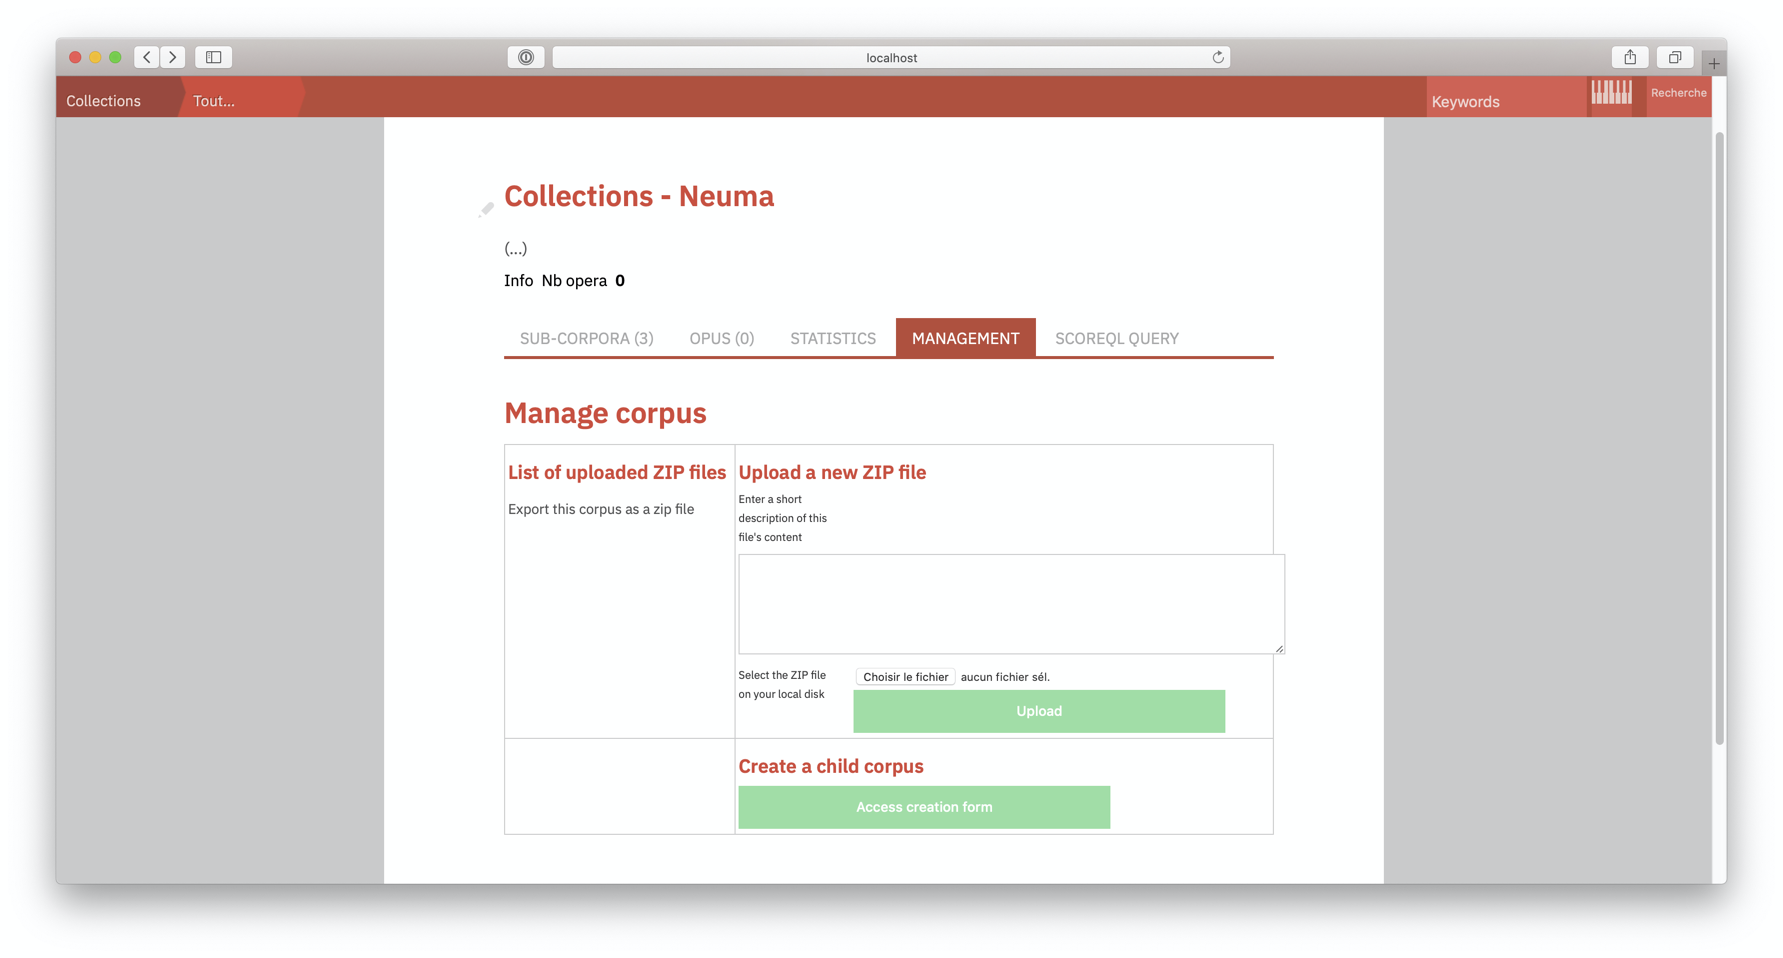 localhost
Collections
Tout...
Keywords
Recherche
Collections - Neuma
(...)
Info Nb opera 0
SUB-CORPORA (3)
OPUS (0)
STATISTICS
MANAGEMENT
SCOREQL QUERY
Manage corpus
List of uploaded ZIP files
Export this corpus as a zip file
Upload a new ZIP file
Enter a short
description of this
file's content
Select the ZIP file
on your local disk
Choisir le fichier
aucun fichier sél.
Upload
Create a child corpus
Access creation form